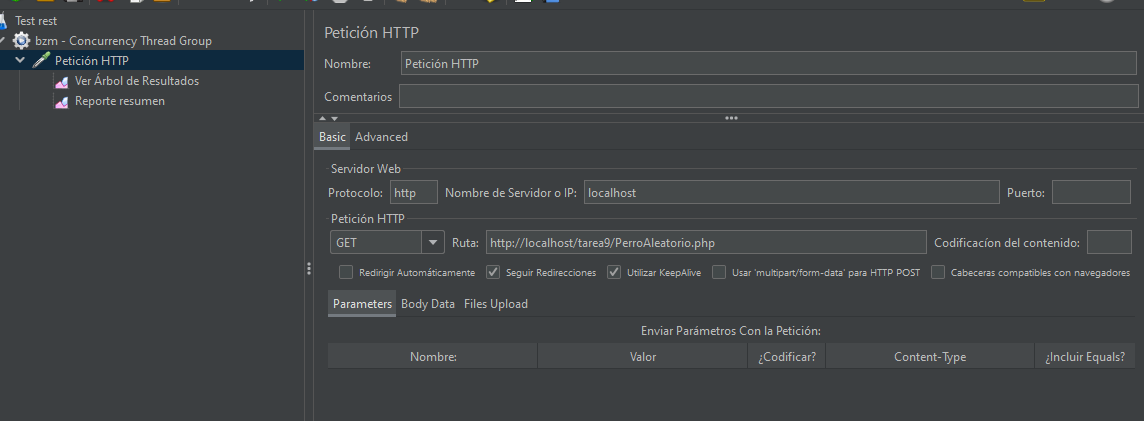 Test rest
bzm - Concurrency Thread Group
Petición HTTP
Ver Árbol de Resultados
Reporte resumen
Petición HTTP
Nombre: Petición HTTP
Comentarios
Basic Advanced
Servidor Web
Protocolo: http Nombre de Servidor o IP: localhost Puerto:
Petición HTTP
GET Ruta: http://localhost/tarea9/PerroAleatorio.php Codificacíon del contenido:
Redirigir Automáticamente Seguir Redirecciones Utilizar KeepAlive Usar 'multipart/form-data' para HTTP POST Cabeceras compatibles con navegadores
Parameters Body Data Files Upload
Enviar Parámetros Con la Petición:
Nombre: Valor ¿Codificar? Content-Type ¿Incluir Equals?